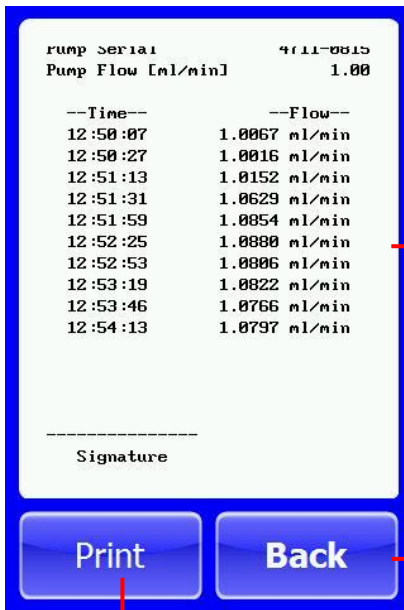 Pump Serial 4711-0815
Pump Flow [ml/min] 1.00
--Time-- --Flow--
12:50:07 1.0067 ml/min
12:50:27 1.0016 ml/min
12:51:13 1.0152 ml/min
12:51:31 1.0629 ml/min
12:51:59 1.0854 ml/min
12:52:25 1.0880 ml/min
12:52:53 1.0806 ml/min
12:53:19 1.0822 ml/min
12:53:46 1.0766 ml/min
12:54:13 1.0797 ml/min
---------------
Signature
Print Back